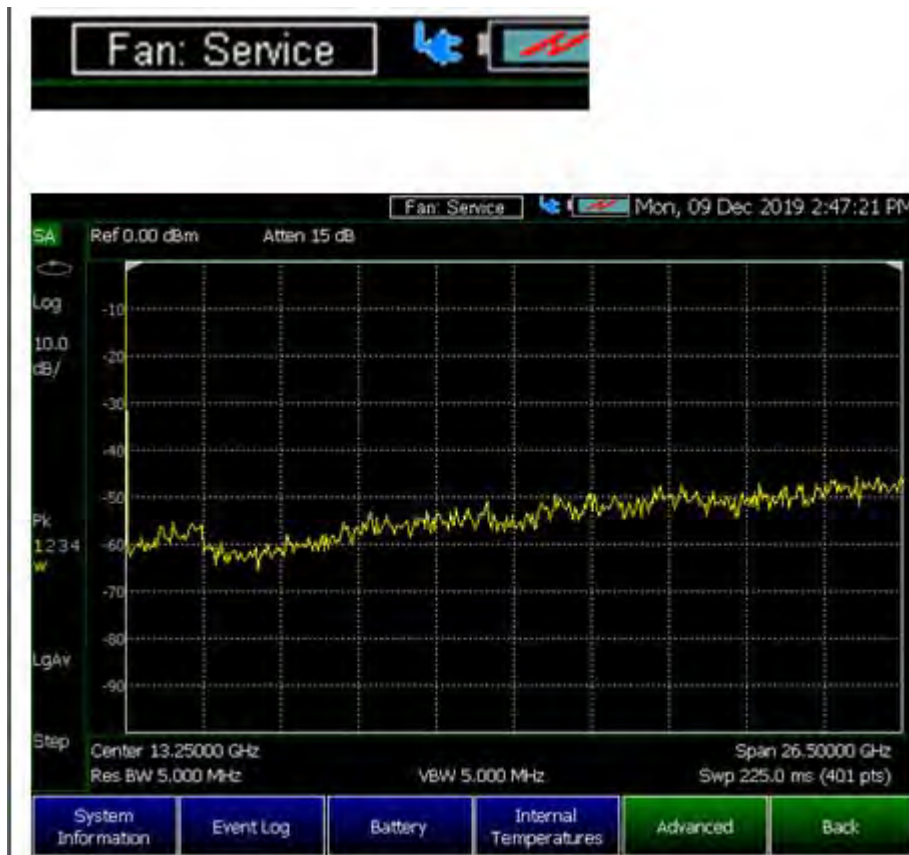 Fan: Service
Fan: Service Mon, 09 Dec 2019 2:47:21 PM
SA Ref 0.00 dBm Atten 15 dB
Log
10.0
dB/
-10
-20
-30
-40
-50
Pk
1234
-60
W
-70
-80
LgAv
-90
Step
Center 13.25000 GHz Span 26.50000 GHz
Res BW 5.000 MHz VBW 5.000 MHz Swp 225.0 ms (401 pts)
System Information Event Log Battery Internal Temperatures Advanced Back